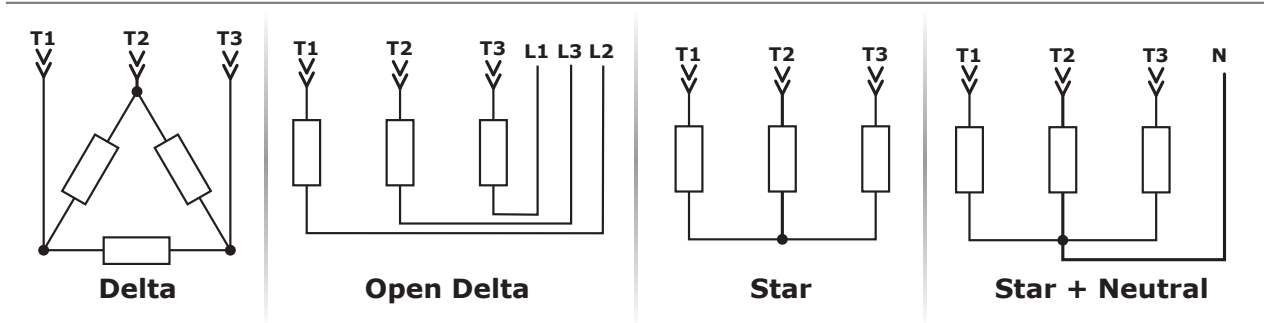 T1 T2 T3
Delta
T1 T2 T3 L1 L3 L2
Open Delta
T1 T2 T3
Star
T1 T2 T3 N
Star + Neutral